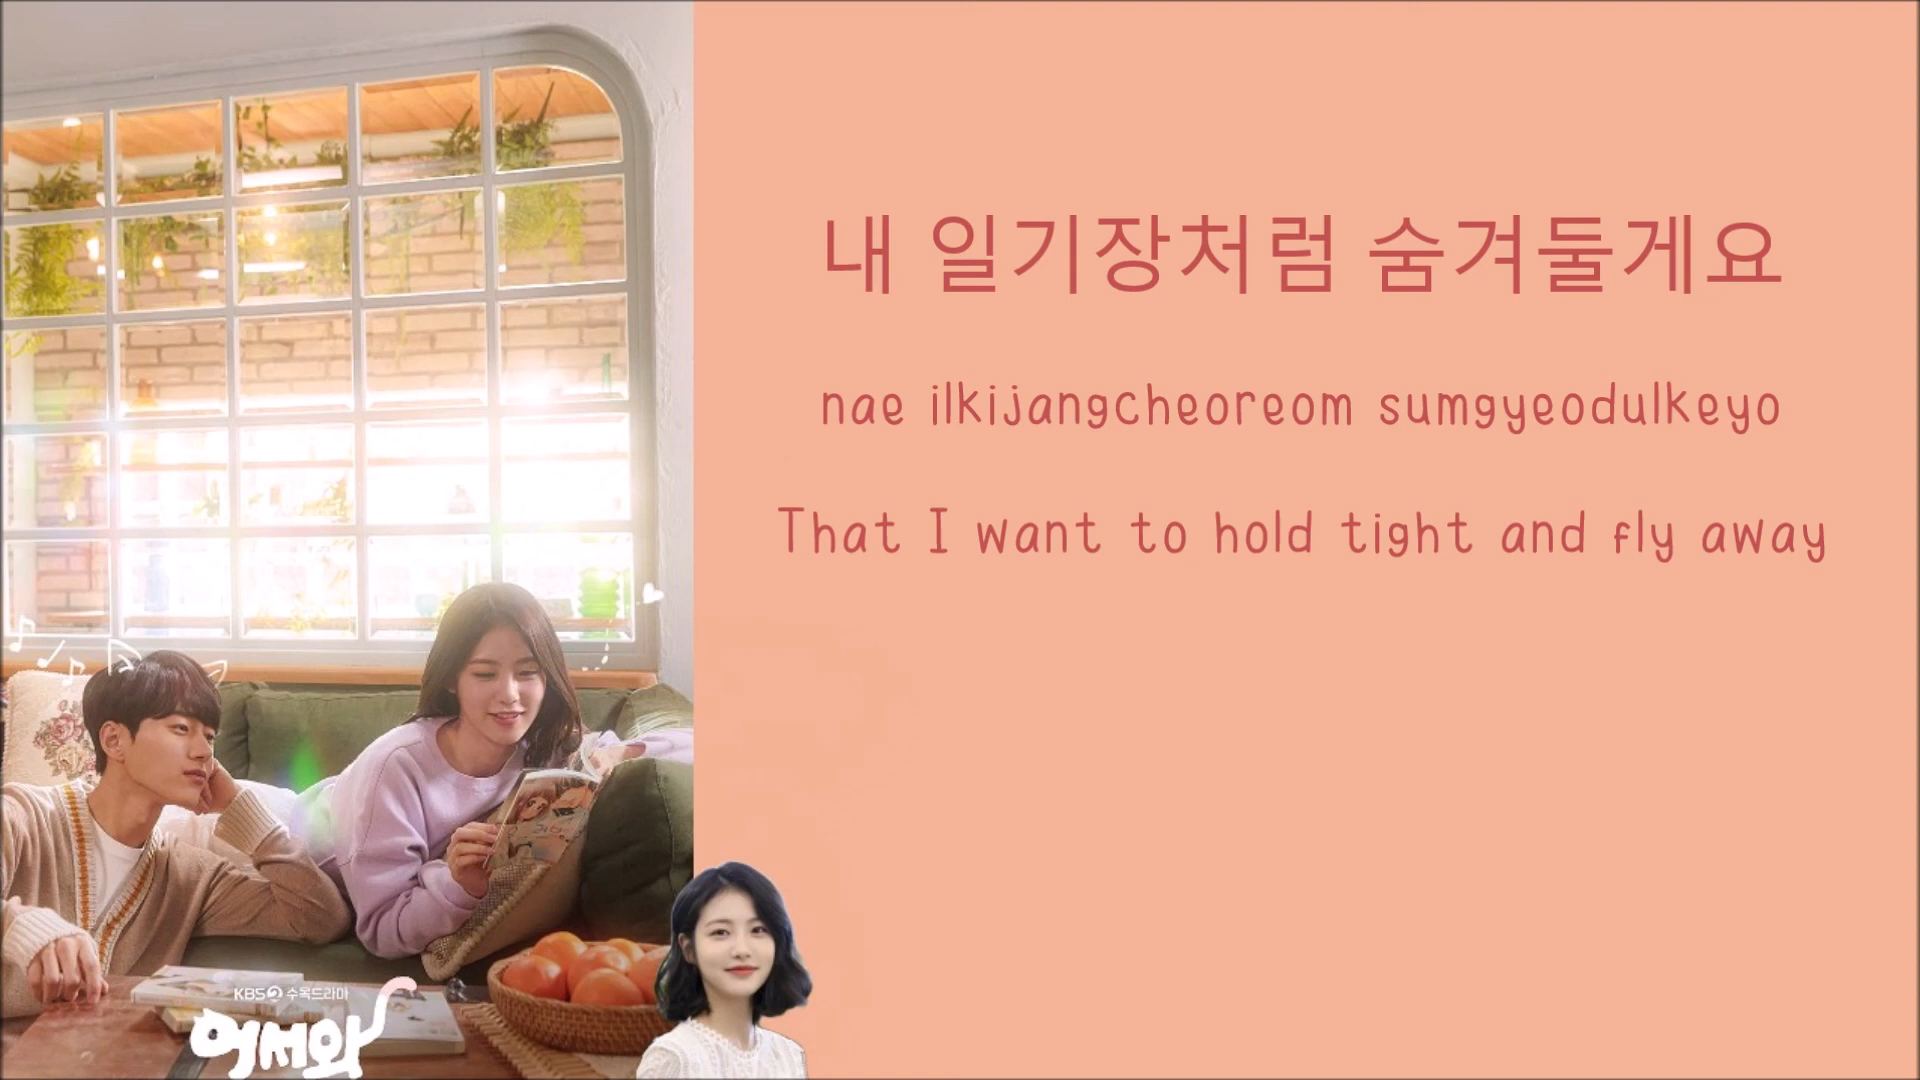 내 일기장처럼 숨겨둘게요
nae ilkijangcheoreom sumgyeodulkeyo
That I want to hold tight and fly away
KBS2 수목드라마
어서와